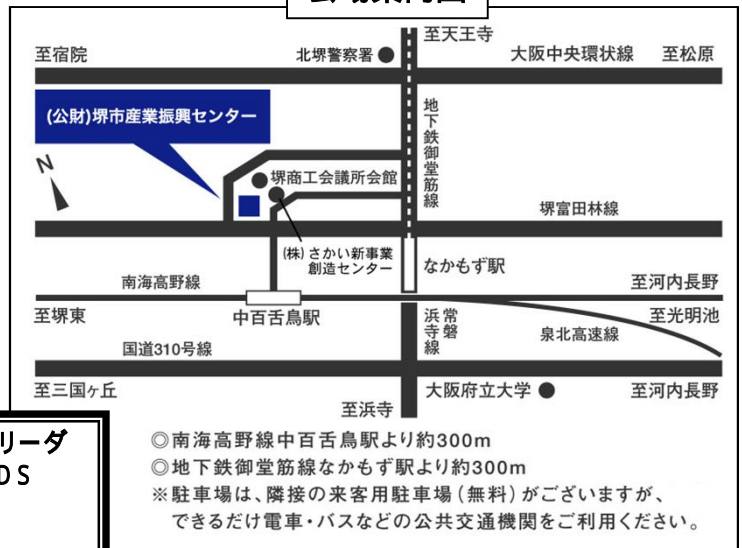 会場案内図
至天王寺
至宿院
北堺警察署
大阪中央環状線
至松原
(公財)堺市産業振興センター
地下鉄御堂筋線
N
堺商工会議所会館
堺富田林線
(株)さかい新事業
創造センター
なかもず駅
南海高野線
至河内長野
至堺東
中百舌鳥駅
常磐
浜寺線
至光明池
泉北高速線
国道310号線
至三国ヶ丘
大阪府立大学
至河内長野
至浜寺
◎南海高野線中百舌鳥駅より約300m
◎地下鉄御堂筋線なかもず駅より約300m
※駐車場は、隣接の来客用駐車場(無料)がございますが、
できるだけ電車・バスなどの公共交通機関をご利用ください。
リーダ
DS